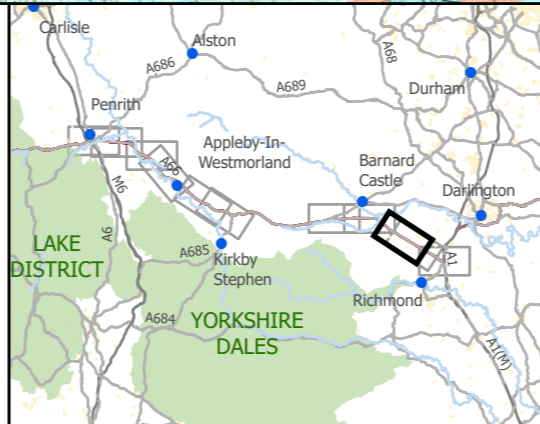 Carlisle
Alston
A68
A686
A689
Durham
Penrith
Appleby-In-
Westmorland
A66
Barnard
Castle
Darlington
M6
A6
LAKE
DISTRICT
A685
Kirkby
Stephen
A1
Richmond
A684
YORKSHIRE
DALES
A1(M)